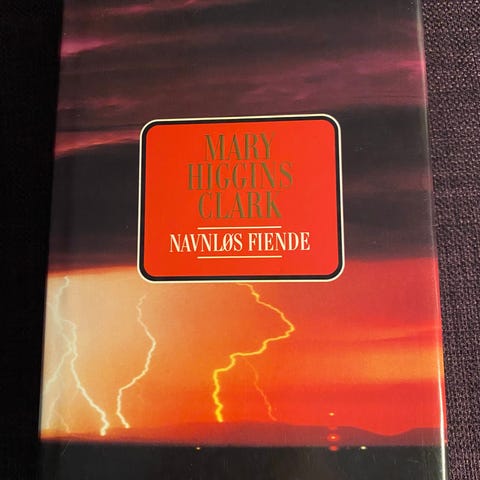 MARY
HIGGINS
CLARK
NAVNLØS FIENDE